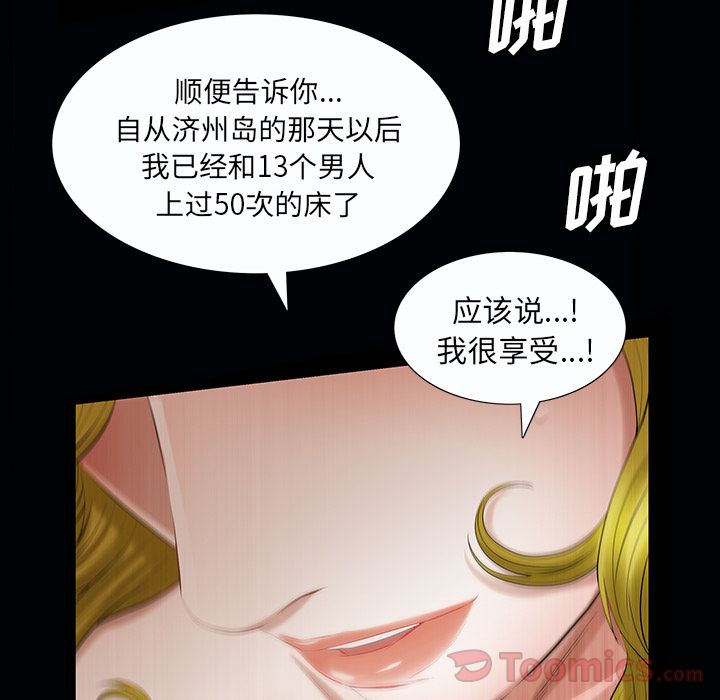 啪
顺便告诉你...
自从济州岛的那天以后
我已经和13个男人
上过50次的床了
啪
应该说...!
我很享受...!
Toomics.com